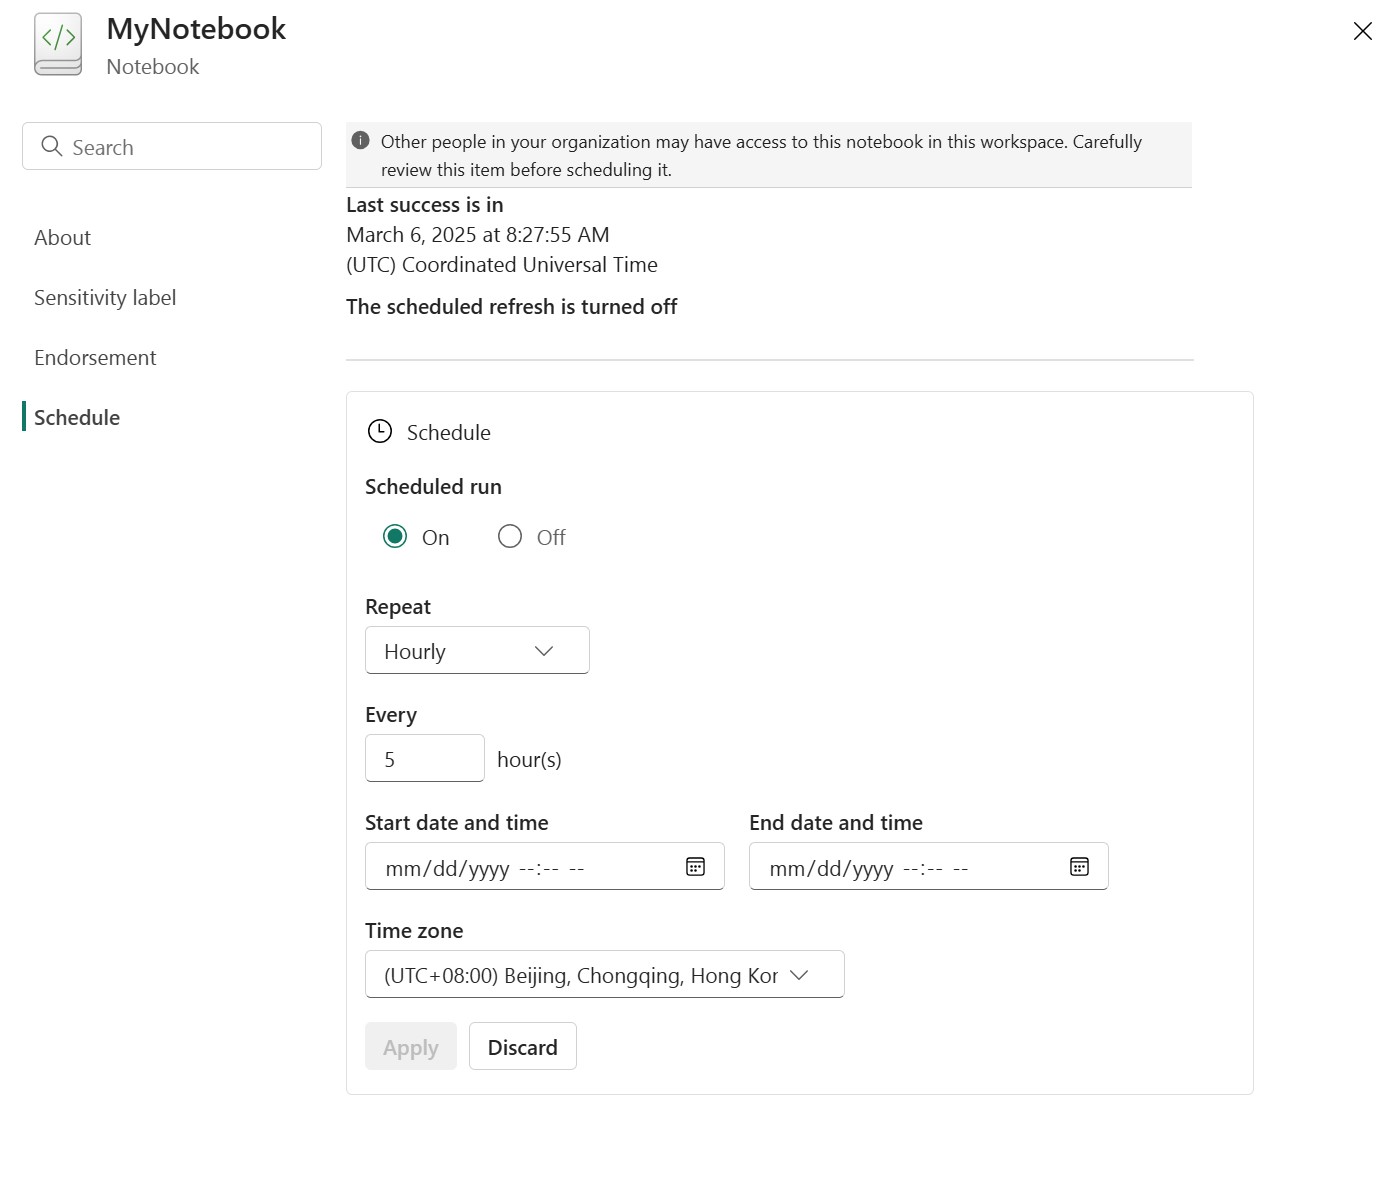 MyNotebook
Notebook
Search
About
Sensitivity label
Endorsement
Schedule
Other people in your organization may have access to this notebook in this workspace. Carefully
review this item before scheduling it.
Last success is in
March 6, 2025 at 8:27:55 AM
(UTC) Coordinated Universal Time
The scheduled refresh is turned off
Schedule
Scheduled run
On Off
Repeat
Hourly
Every
5 hour(s)
Start date and time End date and time
mm/dd/yyyy --:-- -- mm/dd/yyyy --:-- --
Time zone
(UTC+08:00) Beijing, Chongqing, Hong Kor
Apply Discard